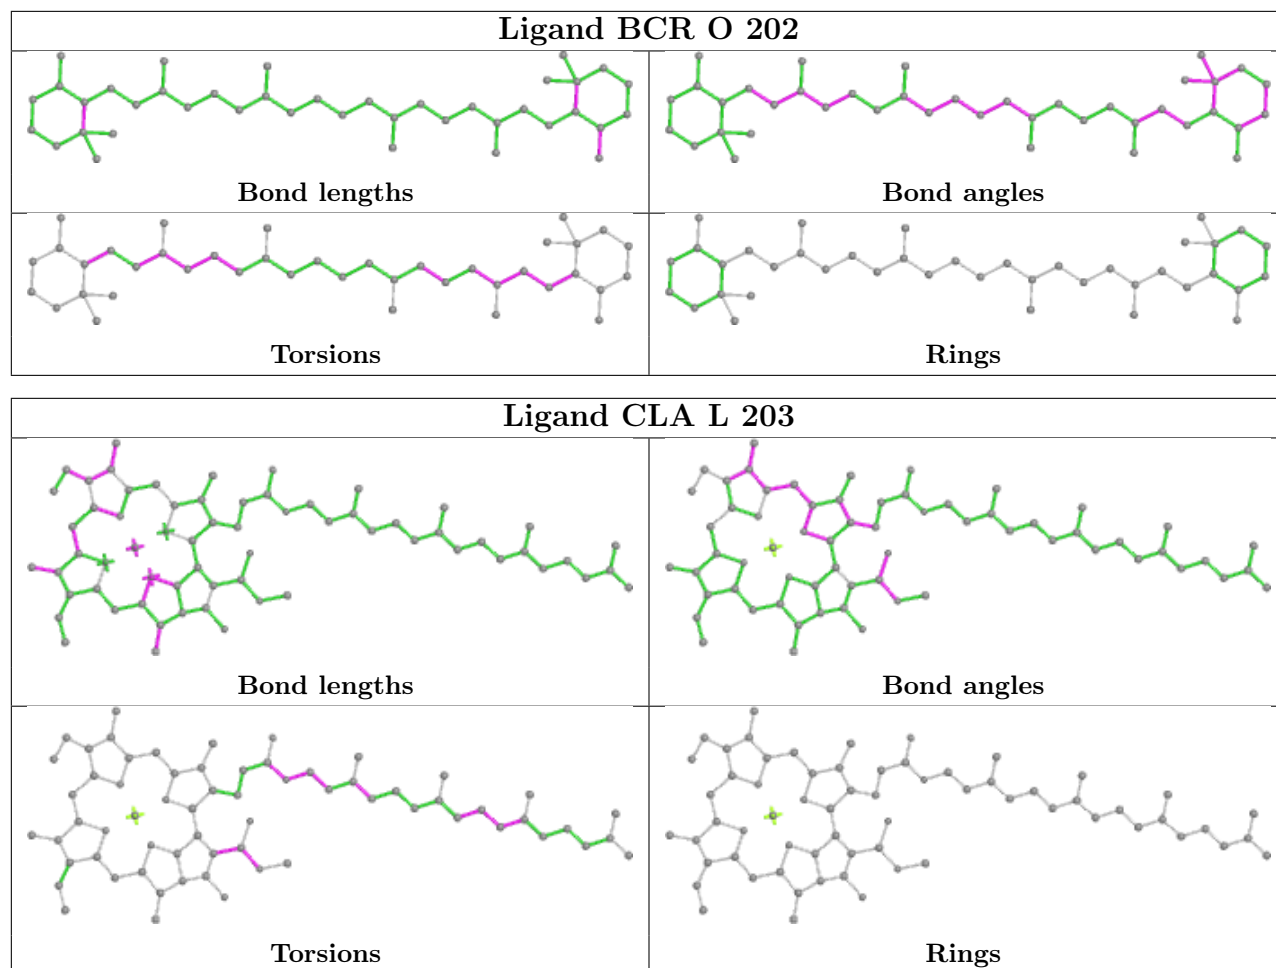 Ligand BCR O 202
Bond lengths
Bond angles
Torsions
Rings
Ligand CLA L 203
Bond lengths
Bond angles
Torsions
Rings